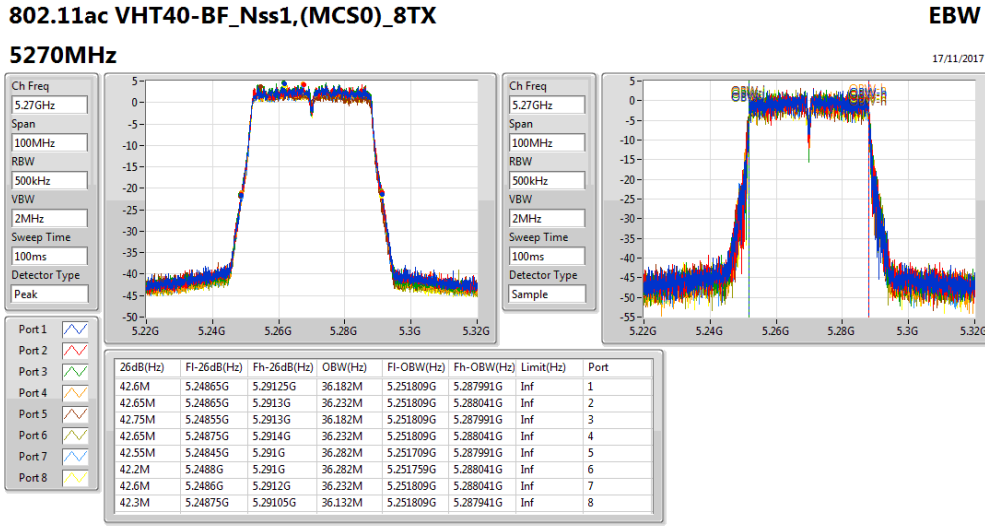 802.11ac VHT40-BF_Nss1,(MCS0)_8TX EBW
5270MHz 17/11/2017
Ch Freq
5.27GHz
Span
100MHz
RBW
500kHz
VBW
2MHz
Sweep Time
100ms
Detector Type
Peak
5
0
-5
-10
-15
-20
-25
-30
-35
-40
-45
-50
5.22G 5.24G 5.26G 5.28G 5.3G 5.32G
Ch Freq
5.27GHz
Span
100MHz
RBW
500kHz
VBW
2MHz
Sweep Time
100ms
Detector Type
Sample
5
0
-5
-10
-15
-20
-25
-30
-35
-40
-45
-50
-55
5.22G 5.24G 5.26G 5.28G 5.3G 5.32G
Port 1
Port 2
Port 3
Port 4
Port 5
Port 6
Port 7
Port 8
26dB(Hz) Fl-26dB(Hz) Fh-26dB(Hz) OBW(Hz) Fl-OBW(Hz) Fh-OBW(Hz) Limit(Hz) Port
42.6M 5.24865G 5.29125G 36.182M 5.251809G 5.287991G Inf 1
42.65M 5.24865G 5.2913G 36.232M 5.251809G 5.288041G Inf 2
42.75M 5.24855G 5.2913G 36.182M 5.251809G 5.287991G Inf 3
42.65M 5.24875G 5.2914G 36.232M 5.251809G 5.288041G Inf 4
42.55M 5.24845G 5.291G 36.282M 5.251709G 5.287991G Inf 5
42.2M 5.2488G 5.291G 36.282M 5.251759G 5.288041G Inf 6
42.6M 5.2486G 5.2912G 36.232M 5.251809G 5.288041G Inf 7
42.3M 5.24875G 5.29105G 36.132M 5.251809G 5.287941G Inf 8